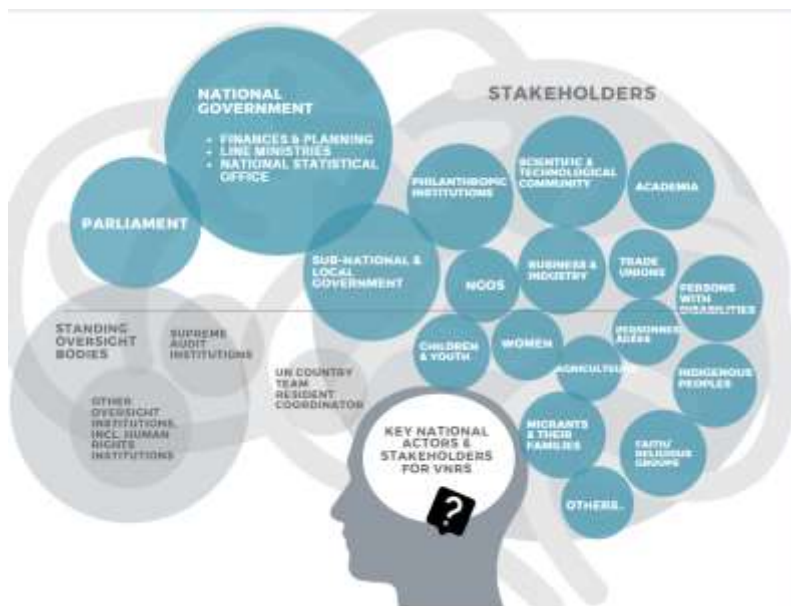 NATIONAL
GOVERNMENT
• FINANCES & PLANNING
• LINE MINISTRIES
• NATIONAL STATISTICAL
OFFICE
PARLIAMENT
SUB-NATIONAL &
LOCAL
GOVERNMENT
STAKEHOLDERS
PHILANTHROPIC
INSTITUTIONS
SCIENTIFIC &
TECHNOLOGICAL
COMMUNITY
ACADEMIA
NGOS
BUSINESS &
INDUSTRY
TRADE
UNIONS
PERSONS
WITH
DISABILITIES
CHILDREN
& YOUTH
WOMEN
PERSONNES
AGÉES
AGRICULTEURS
INDIGENOUS
PEOPLES
MIGRANTS
& THEIR
FAMILIES
RELIGIOUS
GROUPS
OTHERS..
STANDING
OVERSIGHT
BODIES
SUPREME
AUDIT
INSTITUTIONS
OTHER
OVERSIGHT
INSTITUTIONS,
INCL HUMAN
RIGHTS
INSTITUTIONS
UN COUNTRY
TEAM
RESIDENT
COORDINATOR
KEY NATIONAL
ACTORS &
STAKEHOLDERS
FOR VNRS
?